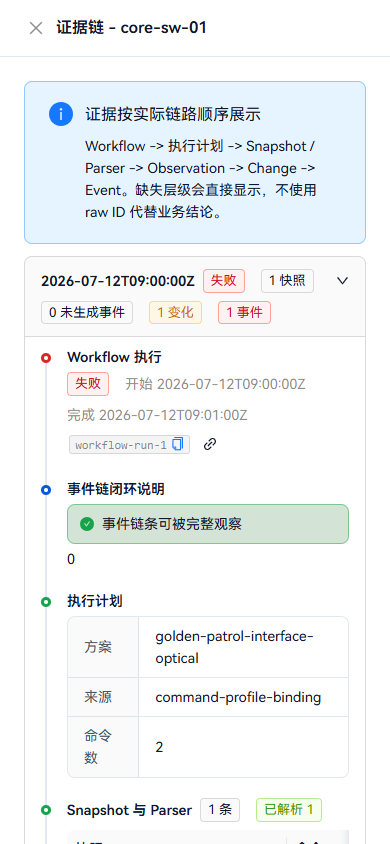 证据链 - core-sw-01
证据按实际链路顺序展示
Workflow -> 执行计划 -> Snapshot /
Parser -> Observation -> Change ->
Event。缺失层级会直接显示，不使用
raw ID 代替业务结论。
2026-07-12T09:00:00Z 失败 1 快照
0 未生成事件 1 变化 1 事件
Workflow 执行
失败 开始 2026-07-12T09:00:00Z
完成 2026-07-12T09:01:00Z
workflow-run-1
事件链闭环说明
事件链条可被完整观察
0
执行计划
方案 golden-patrol-interface-
optical
来源 command-profile-binding
命令
数 2
Snapshot 与 Parser 1 条 已解析 1